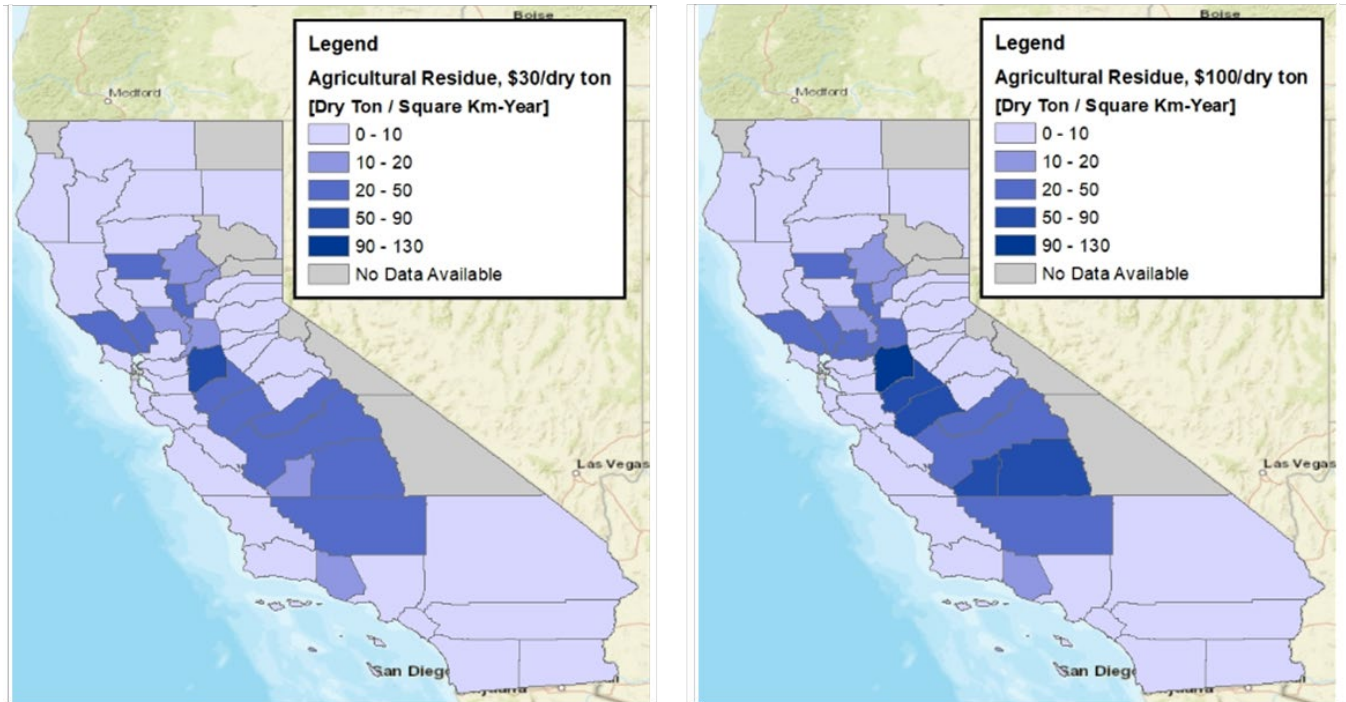 Boise
Legend
Agricultural Residue, $30/dry ton
[Dry Ton / Square Km-Year]
0 - 10
10 - 20
20 - 50
50 - 90
90 - 130
No Data Available
Medford
Las Vegas
San Diego
Boise
Legend
Agricultural Residue, $100/dry ton
[Dry Ton / Square Km-Year]
0 - 10
10 - 20
20 - 50
50 - 90
90 - 130
No Data Available
Medford
Las Vegas
San Diego